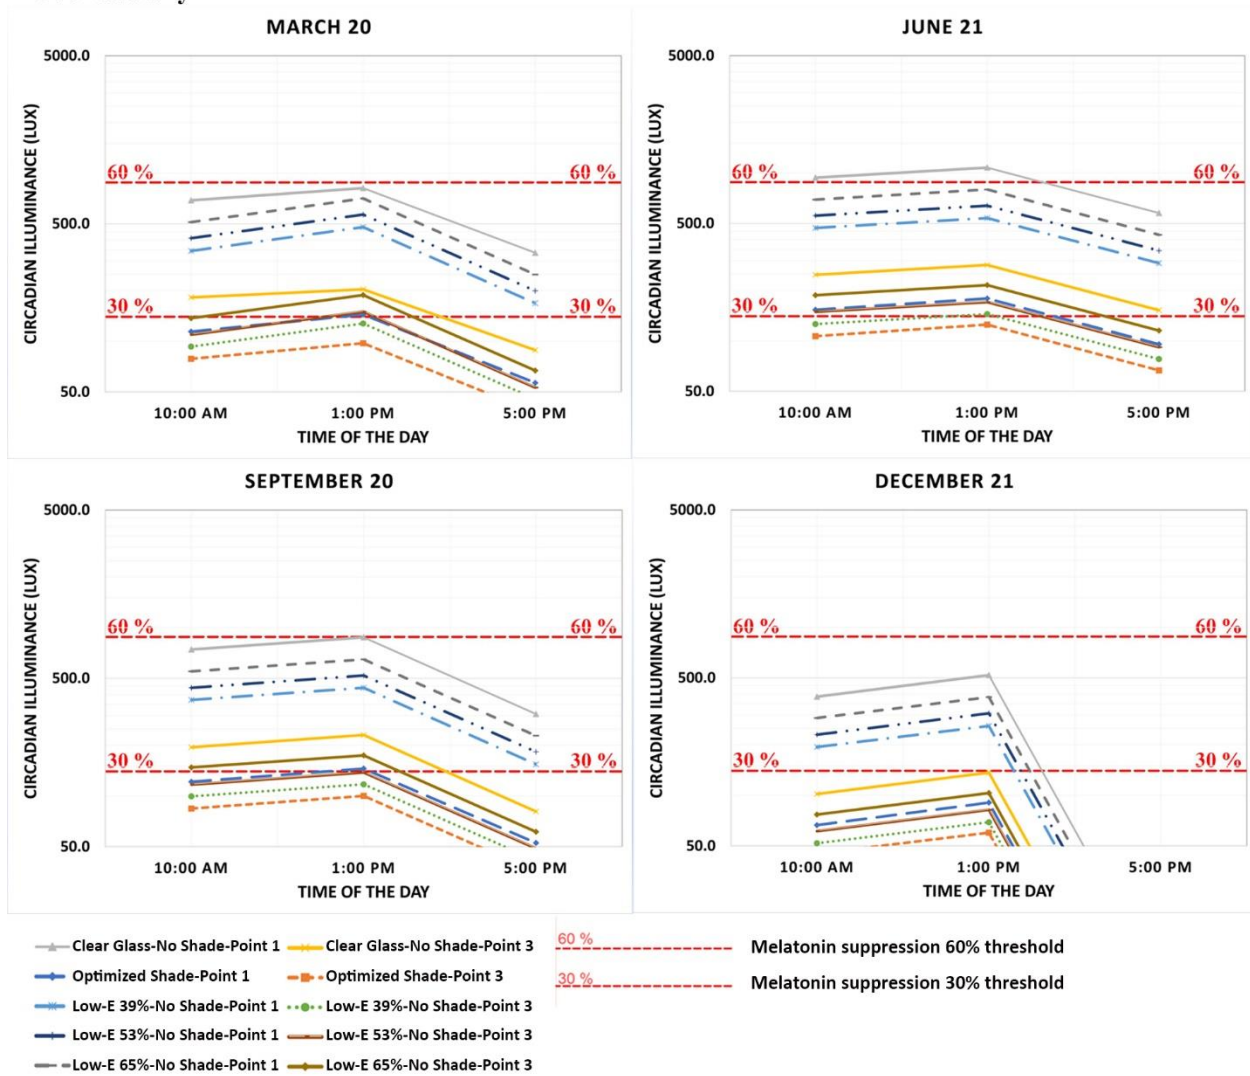 MARCH 20
5000.0
60 %
60 %
500.0
30 %
30 %
50.0
CIRCADIAN ILLUMINANCE (LUX)
10:00 AM
1:00 PM
5:00 PM
TIME OF THE DAY
JUNE 21
5000.0
60 %
60 %
500.0
30 %
30 %
50.0
CIRCADIAN ILLUMINANCE (LUX)
10:00 AM
1:00 PM
5:00 PM
TIME OF THE DAY
SEPTEMBER 20
5000.0
60 %
60 %
500.0
30 %
30 %
50.0
CIRCADIAN ILLUMINANCE (LUX)
10:00 AM
1:00 PM
5:00 PM
TIME OF THE DAY
DECEMBER 21
5000.0
60 %
60 %
500.0
30 %
30 %
50.0
CIRCADIAN ILLUMINANCE (LUX)
10:00 AM
1:00 PM
5:00 PM
TIME OF THE DAY
Clear Glass-No Shade-Point 1
Clear Glass-No Shade-Point 3
Optimized Shade-Point 1
Optimized Shade-Point 3
Low-E 39%-No Shade-Point 1
Low-E 39%-No Shade-Point 3
Low-E 53%-No Shade-Point 1
Low-E 53%-No Shade-Point 3
Low-E 65%-No Shade-Point 1
Low-E 65%-No Shade-Point 3
60 %
Melatonin suppression 60% threshold
30 %
Melatonin suppression 30% threshold